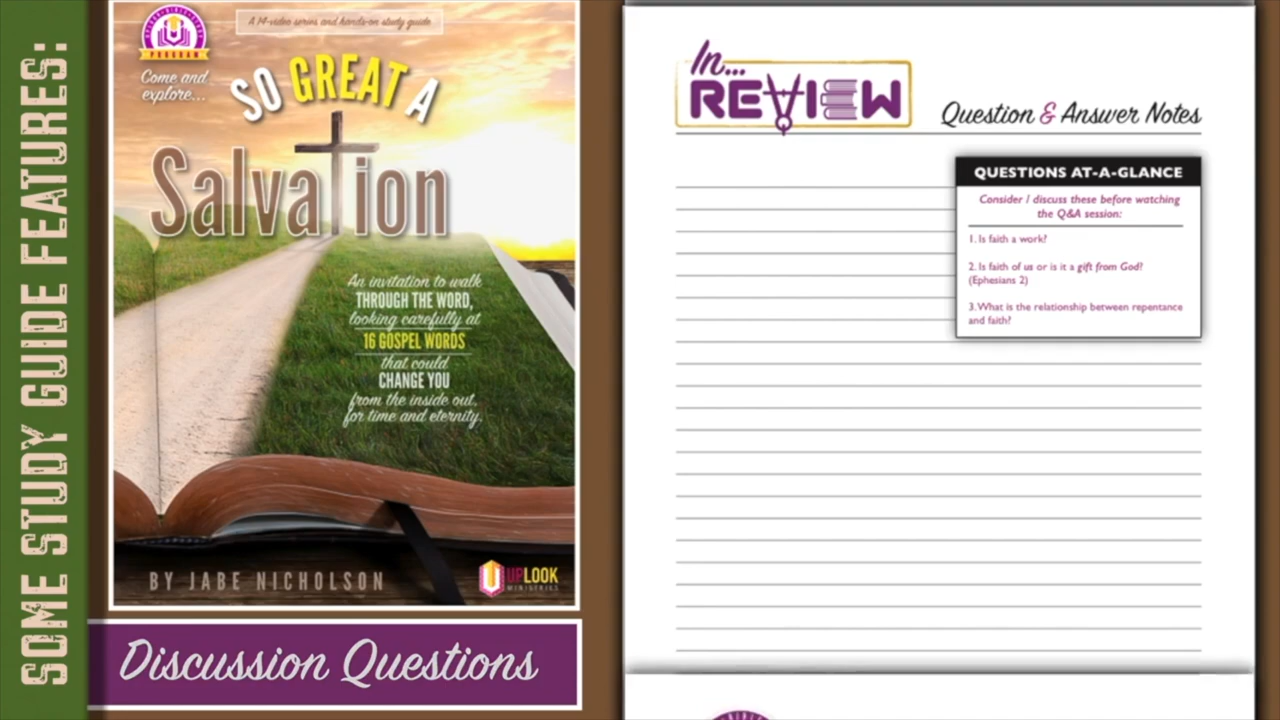 SOME STUDY GUIDE FEATURES:
A 14-video series and hands-on study guide
PROGRAM
Come and
explore...
SO GREAT A
Salvation
An invitation to walk
THROUGH THE WORD,
looking carefully at
16 GOSPEL WORDS
that could
CHANGE YOU
from the inside out,
for time and eternity.
BY JABE NICHOLSON
UPLOOK
MINISTRIES
Discussion Questions
In...
REVIEW
Question & Answer Notes
QUESTIONS AT-A-GLANCE
Consider / discuss these before watching
the Q&A session:
1. Is faith a work?
2. Is faith of us or is it a gift from God?
(Ephesians 2)
3. What is the relationship between repentance
and faith?